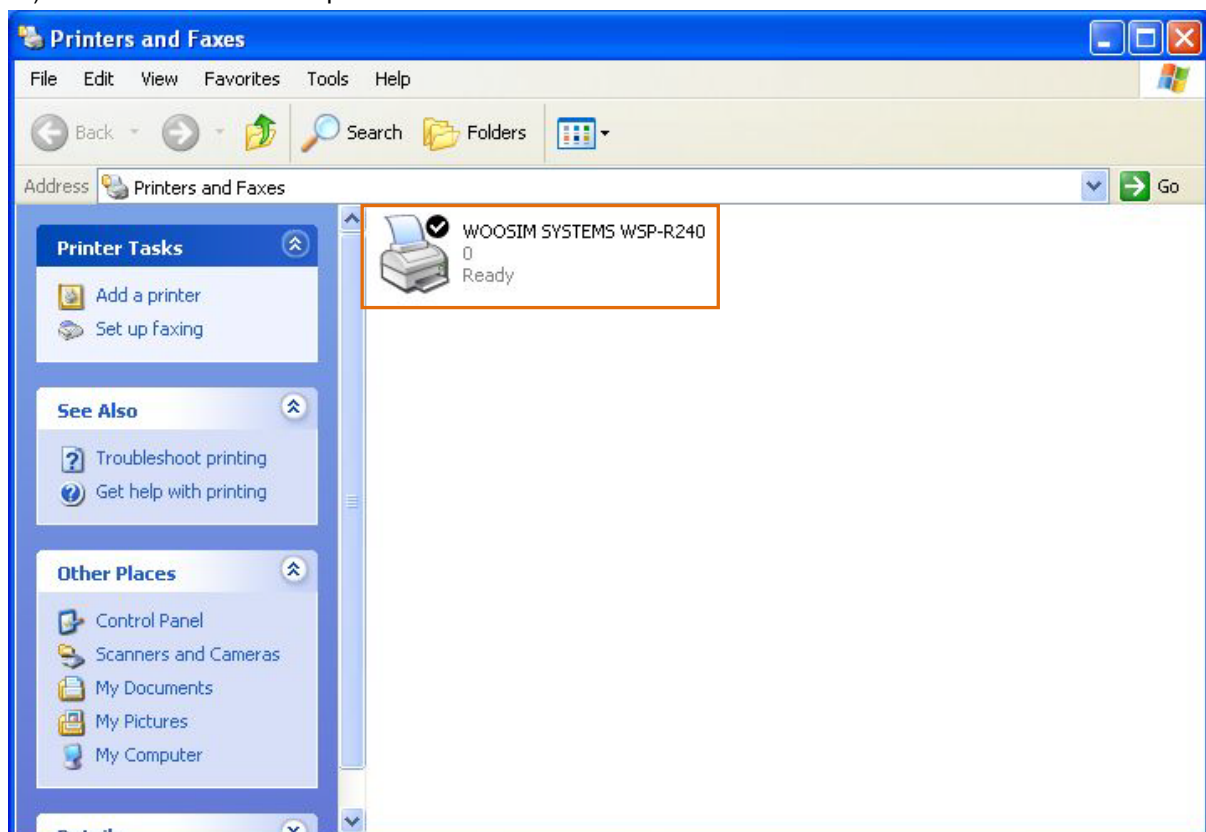 Printers and Faxes
File Edit View Favorites Tools Help
Back Search Folders
Address Printers and Faxes Go
Printer Tasks
Add a printer
Set up faxing
See Also
Troubleshoot printing
Get help with printing
Other Places
Control Panel
Scanners and Cameras
My Documents
My Pictures
My Computer
WOOSIM SYSTEMS WSP-R240
0
Ready